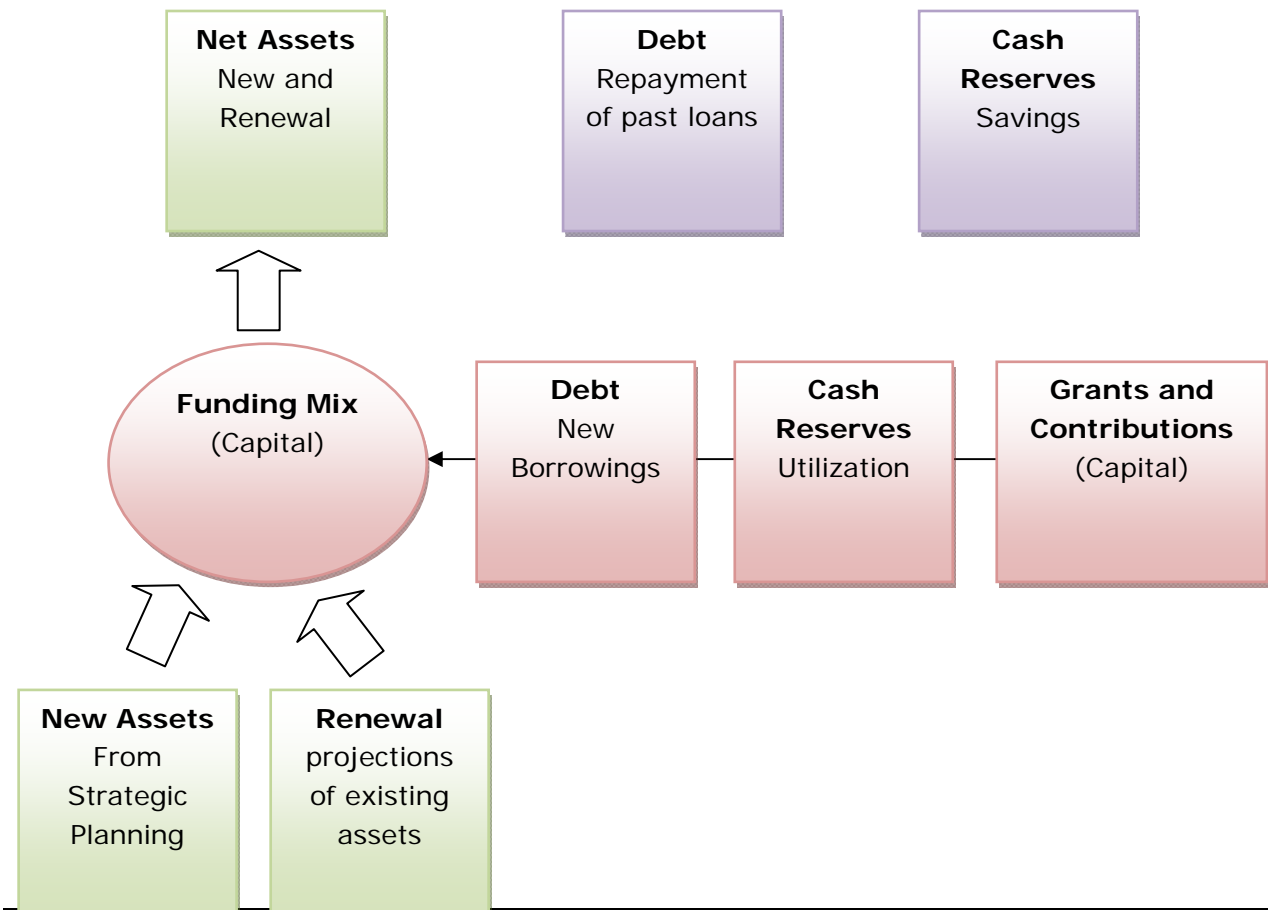 Net Assets
New and
Renewal
Debt
Repayment
of past loans
Cash
Reserves
Savings
Funding Mix
(Capital)
Debt
New
Borrowings
Cash
Reserves
Utilization
Grants and
Contributions
(Capital)
New Assets
From
Strategic
Planning
Renewal
projections
of existing
assets